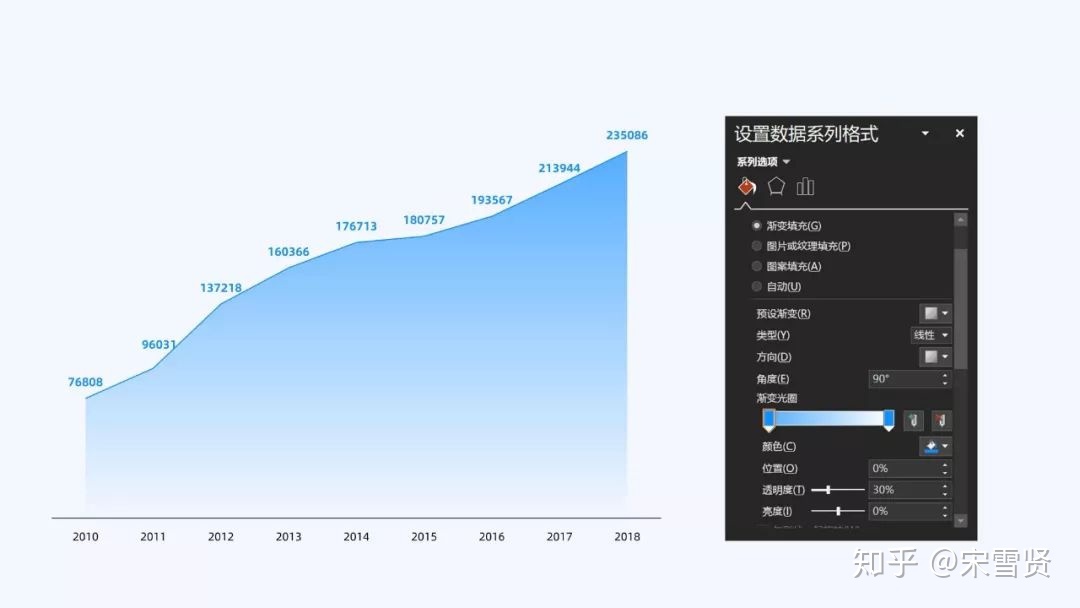 235086
213944
193567
180757
176713
160366
137218
96031
76808
2010 2011 2012 2013 2014 2015 2016 2017 2018
设置数据系列格式
系列选项
渐变填充(G)
图片或纹理填充(P)
图案填充(A)
自动(U)
预设渐变(R)
类型(Y) 线性
方向(D)
角度(E) 90°
渐变光圈
颜色(C)
位置(O) 0%
透明度(T) 30%
亮度(I) 0%
知乎 @宋雪贤